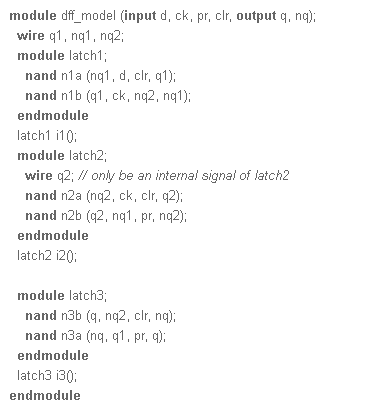 module dff_model (input d, ck, pr, clr, output q, nq);
wire q1, nq1, nq2;
module latch1;
nand n1a (nq1, d, clr, q1);
nand n1b (q1, ck, nq2, nq1);
endmodule
latch1 i1();
module latch2;
wire q2; // only be an internal signal of latch2
nand n2a (nq2, ck, clr, q2);
nand n2b (q2, nq1, pr, nq2);
endmodule
latch2 i2();
module latch3;
nand n3b (q, nq2, clr, nq);
nand n3a (nq, q1, pr, q);
endmodule
latch3 i3();
endmodule